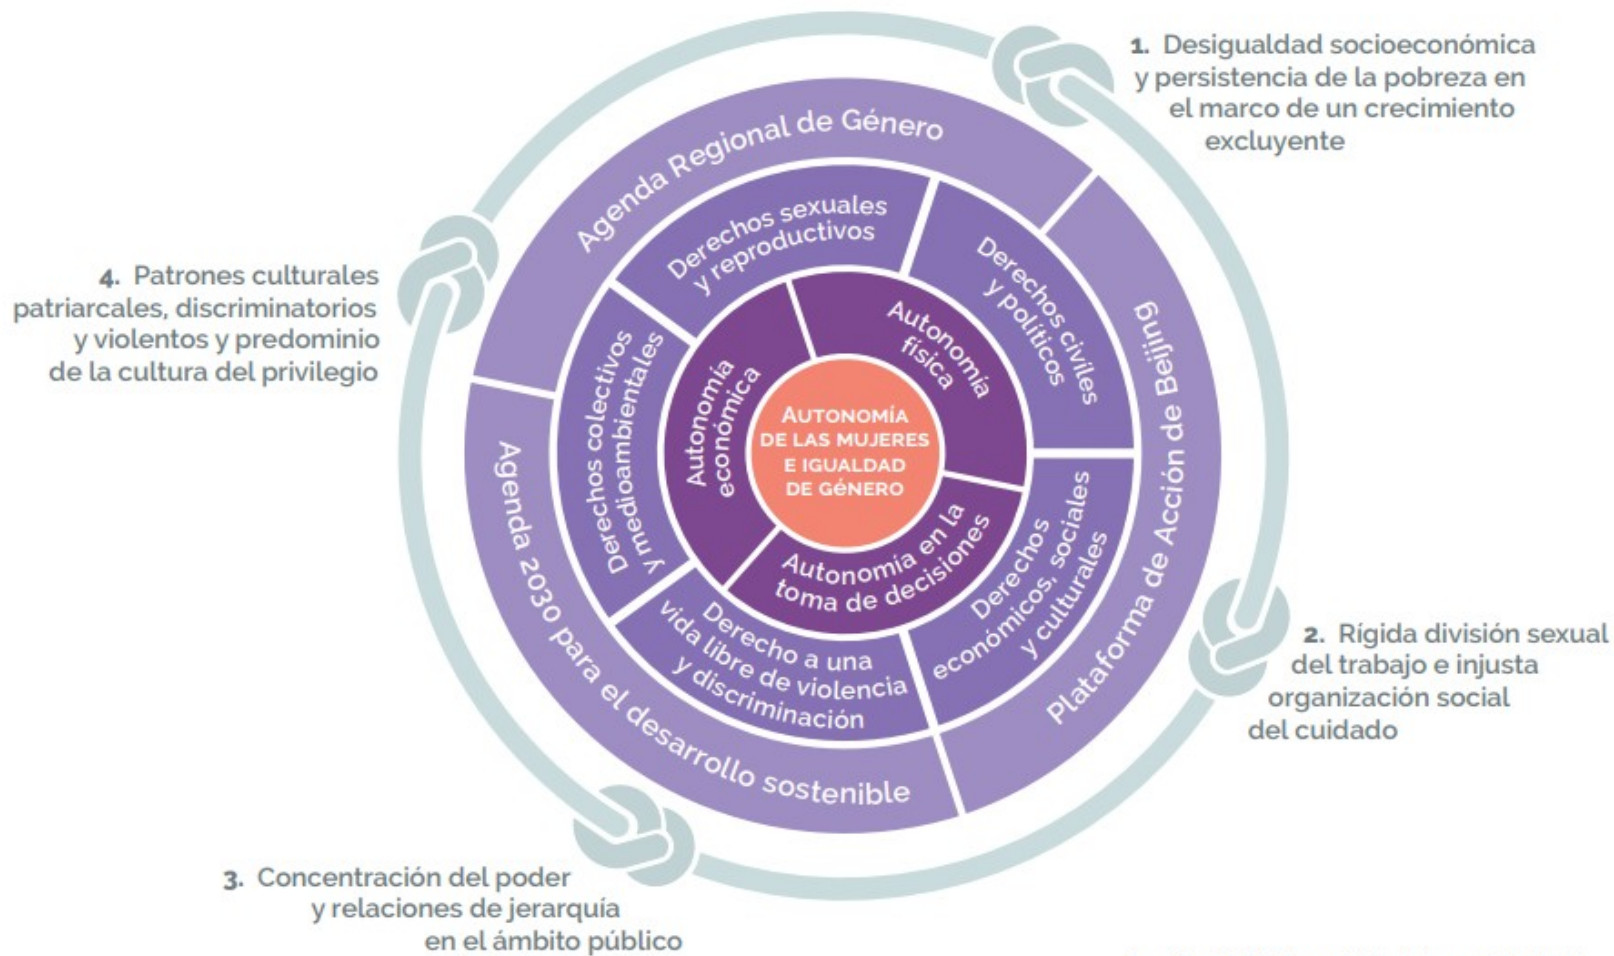 1. Desigualdad socioeconómica
y persistencia de la pobreza en
el marco de un crecimiento
excluyente
Agenda Regional de Género
Derechos sexuales
y reproductivos
Derechos civiles
y políticos
4. Patrones culturales
patriarcales, discriminatorios
y violentos y predominio
de la cultura del privilegio
Autonomía
física
Plataforma de Acción de Beijing
Derechos colectivos
y medioambientales
Autonomía
económica
AUTONOMÍA
DE LAS MUJERES
E IGUALDAD
DE GÉNERO
Agenda 2030 para el desarrollo sostenible
Autonomía en la
toma de decisiones
Derechos
económicos, sociales
y culturales
Derecho a una
vida libre de violencia
y discriminación
2. Rígida división sexual
del trabajo e injusta
organización social
del cuidado
3. Concentración del poder
y relaciones de jerarquía
en el ámbito público